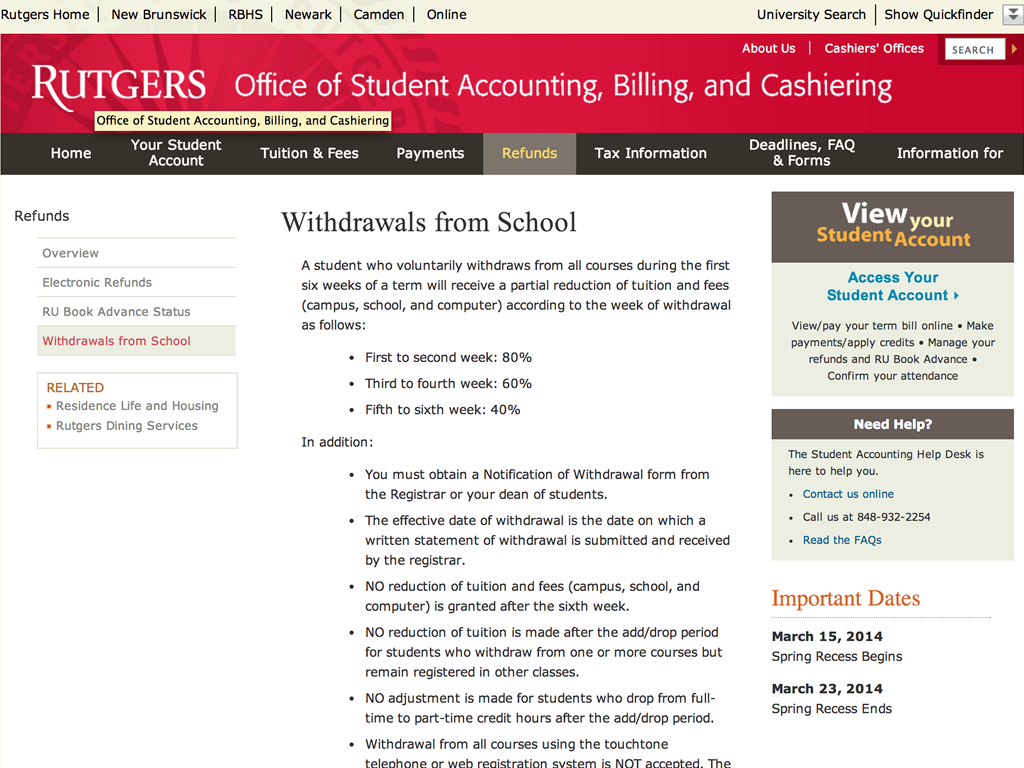 Rutgers Home | New Brunswick | RBHS | Newark | Camden | Online
University Search | Show Quickfinder
About Us | Cashiers' Offices
SEARCH
RUTGERS Office of Student Accounting, Billing, and Cashiering
Office of Student Accounting, Billing, and Cashiering
Home
Your Student
Account
Tuition & Fees
Payments
Refunds
Tax Information
Deadlines, FAQ
& Forms
Information for
Refunds
Overview
Electronic Refunds
RU Book Advance Status
Withdrawals from School
RELATED
Residence Life and Housing
Rutgers Dining Services
Withdrawals from School
A student who voluntarily withdraws from all courses during the first
six weeks of a term will receive a partial reduction of tuition and fees
(campus, school, and computer) according to the week of withdrawal
as follows:
• First to second week: 80%
• Third to fourth week: 60%
• Fifth to sixth week: 40%
In addition:
• You must obtain a Notification of Withdrawal form from
the Registrar or your dean of students.
• The effective date of withdrawal is the date on which a
written statement of withdrawal is submitted and received
by the registrar.
• NO reduction of tuition and fees (campus, school, and
computer) is granted after the sixth week.
• NO reduction of tuition is made after the add/drop period
for students who withdraw from one or more courses but
remain registered in other classes.
• NO adjustment is made for students who drop from full-
time to part-time credit hours after the add/drop period.
• Withdrawal from all courses using the touchtone
telephone or web registration system is NOT accepted. The
View your
Student Account
Access Your
Student Account
View/pay your term bill online • Make
payments/apply credits • Manage your
refunds and RU Book Advance •
Confirm your attendance
Need Help?
The Student Accounting Help Desk is
here to help you.
• Contact us online
• Call us at 848-932-2254
• Read the FAQs
Important Dates
March 15, 2014
Spring Recess Begins
March 23, 2014
Spring Recess Ends